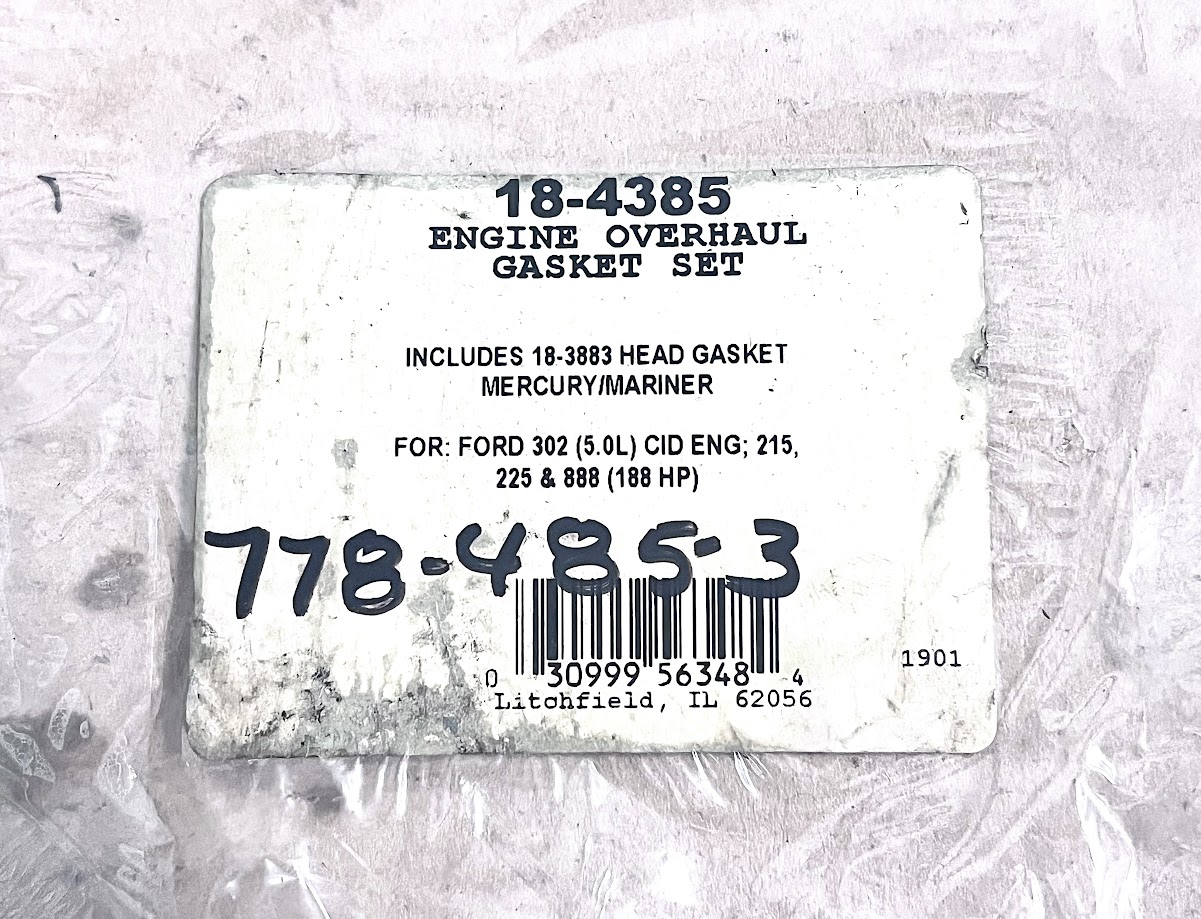 18-4385
ENGINE OVERHAUL
GASKET SET
INCLUDES 18-3883 HEAD GASKET
MERCURY/MARINER
FOR: FORD 302 (5.0L) CID ENG; 215,
225 & 888 (188 HP)
778-485-3
0 30999 56348 4
1901
Litchfield, IL 62056